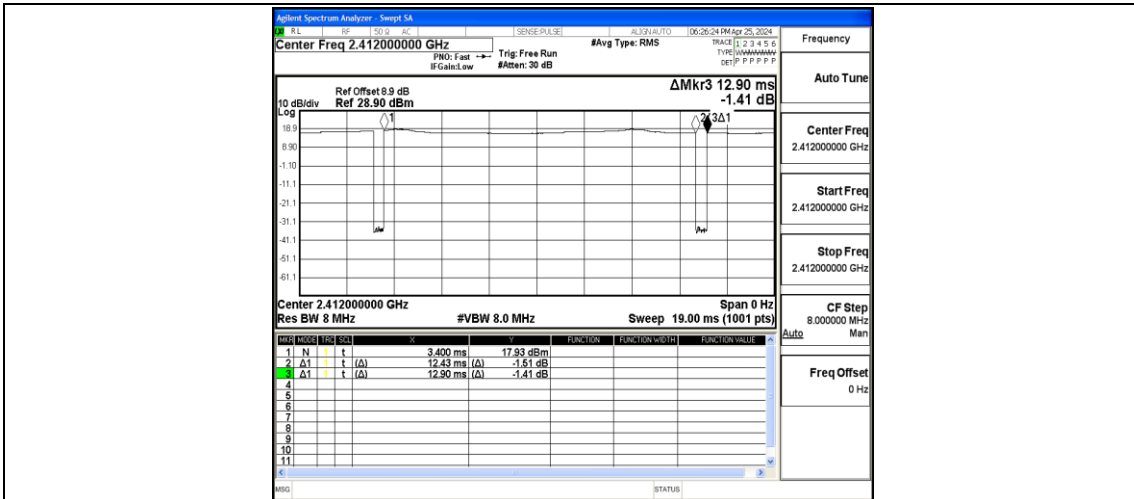 Agilent Spectrum Analyzer - Swept SA
RL RF 50 Ω AC SENSE:PULSE ALIGNAUTO 06:26:24 PM Apr 25, 2024
Center Freq 2.412000000 GHz #Avg Type: RMS TRACE 1 2 3 4 5 6
PNO: Fast Trig: Free Run TYPE WWWWWW
IFGain:Low #Atten: 30 dB DET P P P P P P
ΔMkr3 12.90 ms
-1.41 dB
Ref Offset 8.9 dB
10 dB/div Ref 28.90 dBm
Log
1
2 3Δ1
18.9
8.90
-1.10
-11.1
-21.1
-31.1
-41.1
-51.1
-61.1
Center 2.412000000 GHz Span 0 Hz
Res BW 8 MHz #VBW 8.0 MHz Sweep 19.00 ms (1001 pts)
MKR MODE TRC SCL X Y FUNCTION FUNCTION WIDTH FUNCTION VALUE
1 N 1 t 3.400 ms 17.93 dBm
2 Δ1 1 t (Δ) 12.43 ms (Δ) -1.51 dB
3 Δ1 1 t (Δ) 12.90 ms (Δ) -1.41 dB
4
5
6
7
8
9
10
11
MSG STATUS
Frequency
Auto Tune
Center Freq
2.412000000 GHz
Start Freq
2.412000000 GHz
Stop Freq
2.412000000 GHz
CF Step
8.000000 MHz
Auto Man
Freq Offset
0 Hz